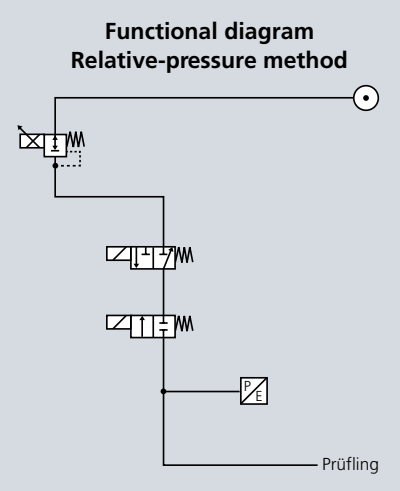 Functional diagram
Relative-pressure method
P
E
Prüfling